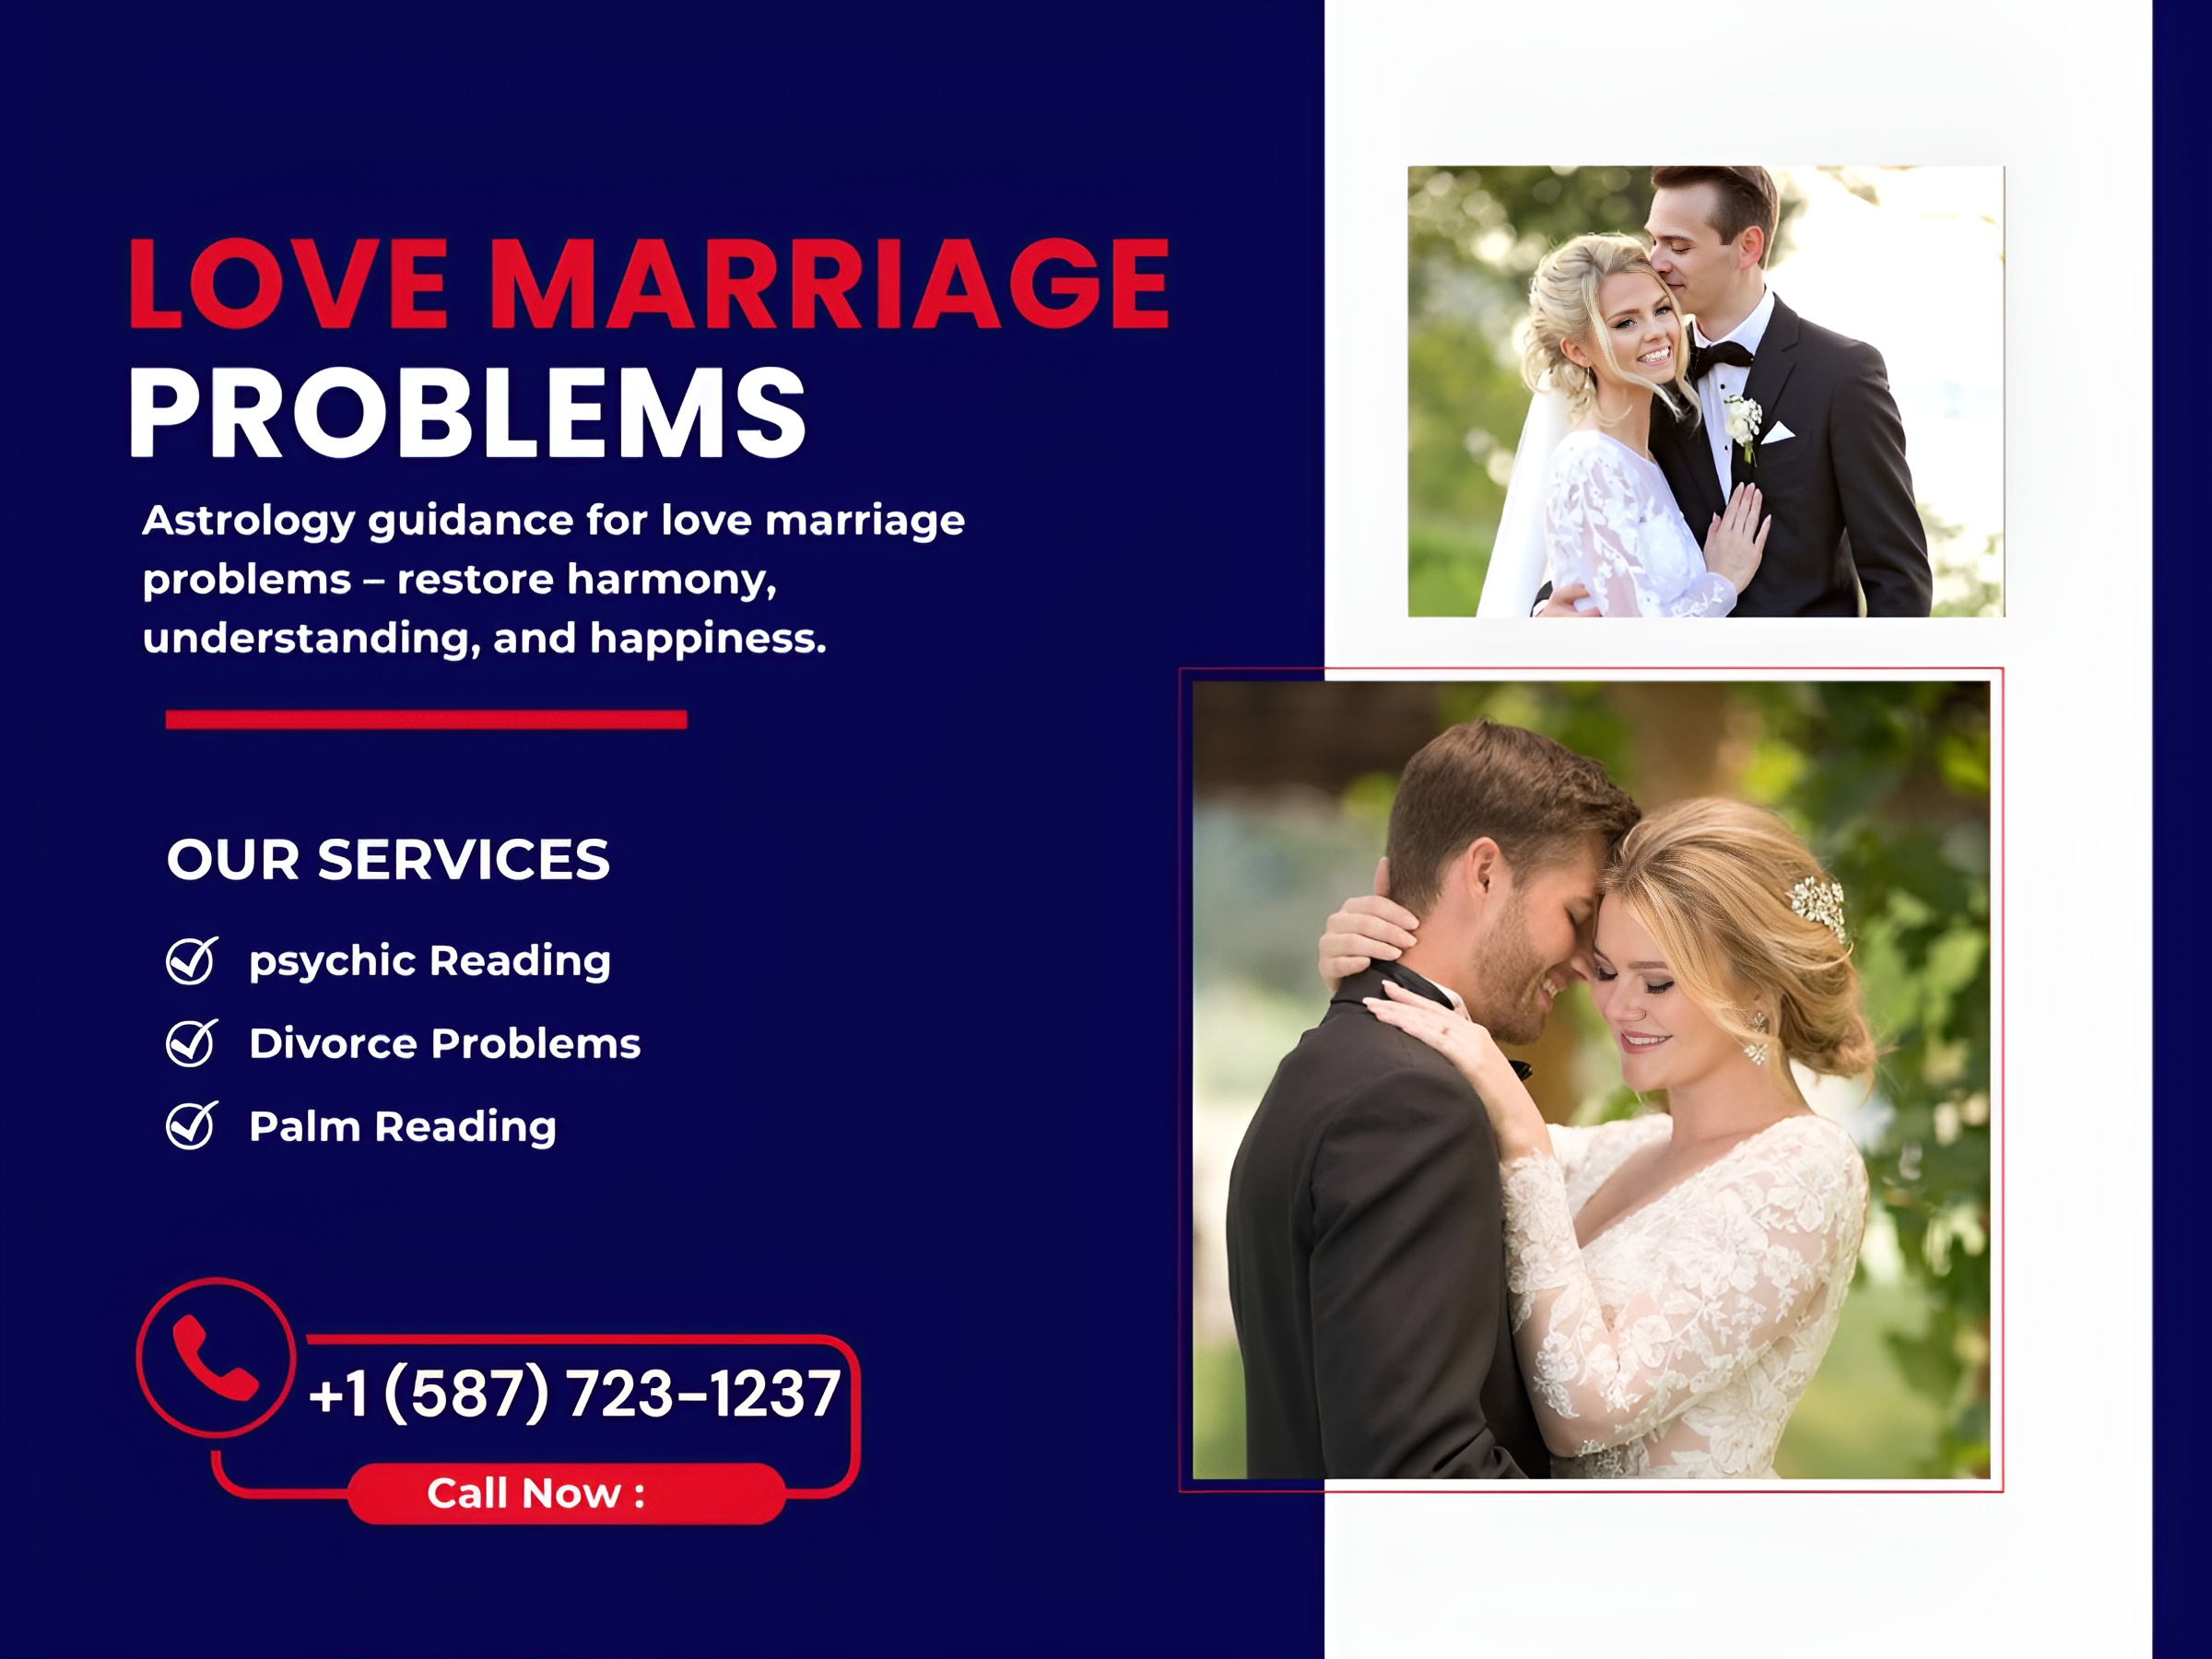 LOVE MARRIAGE
PROBLEMS
Astrology guidance for love marriage
problems – restore harmony,
understanding, and happiness.
OUR SERVICES
psychic Reading
Divorce Problems
Palm Reading
+1 (587) 723-1237
Call Now :